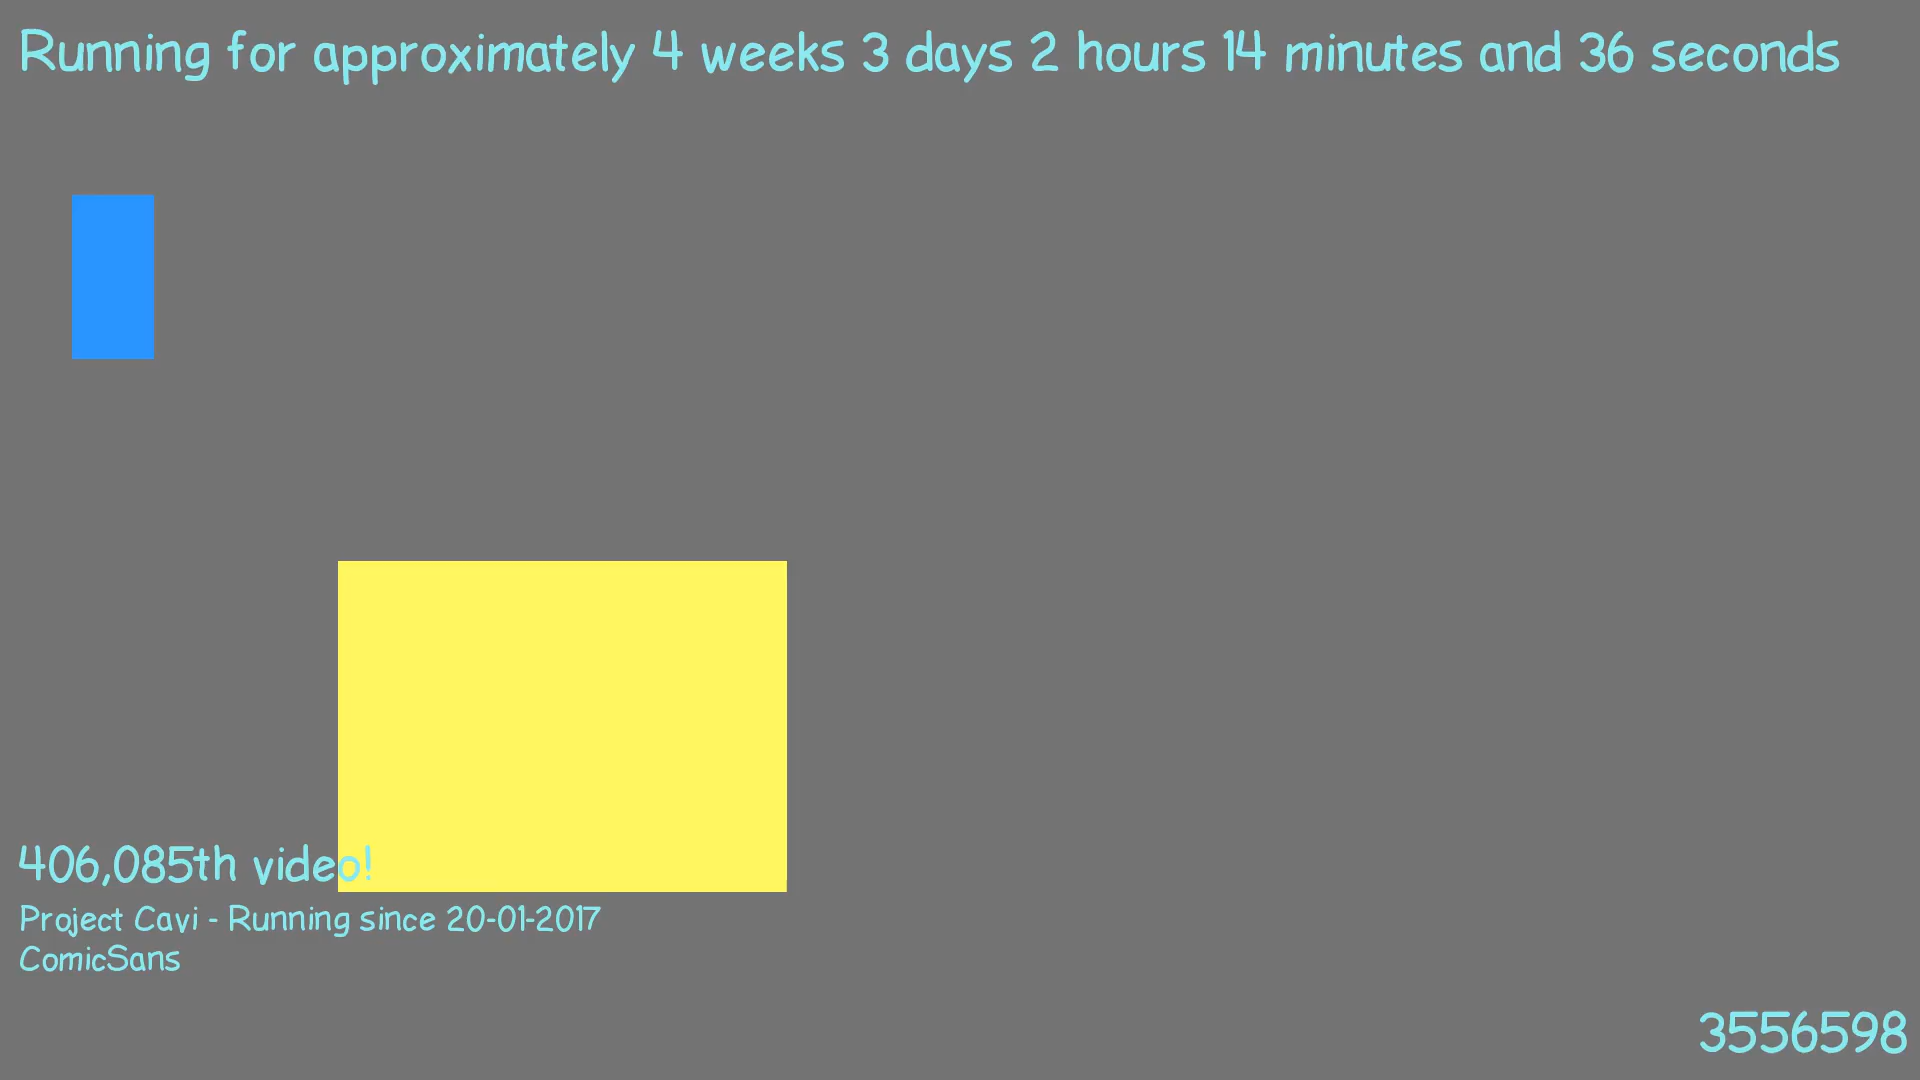 Running for approximately 4 weeks 3 days 2 hours 14 minutes and 36 seconds
406,085th video!
Project Cavi - Running since 20-01-2017
ComicSans
3556598